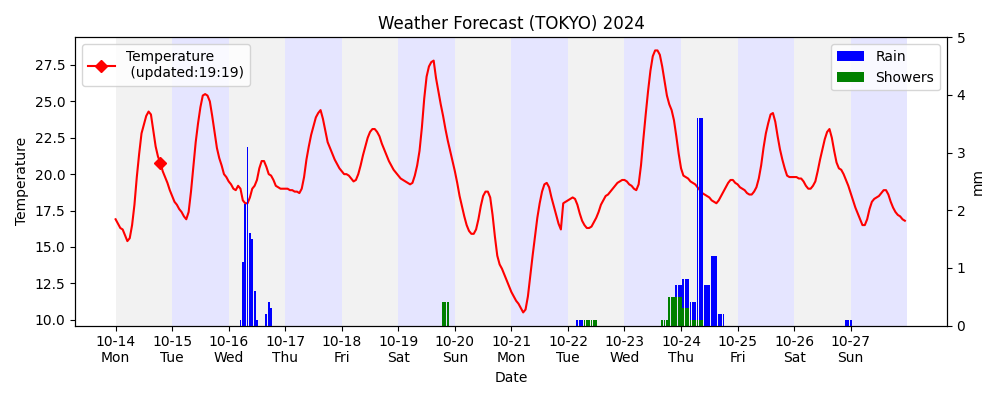 Weather Forecast (TOKYO) 2024
Temperature
(updated:19:19)
Rain
Showers
Temperature
27.5
25.0
22.5
20.0
17.5
15.0
12.5
10.0
5
4
3
2
1
0
mm
10-14 10-15 10-16 10-17 10-18 10-19 10-20 10-21 10-22 10-23 10-24 10-25 10-26 10-27
Mon Tue Wed Thu Fri Sat Sun Mon Tue Wed Thu Fri Sat Sun
Date